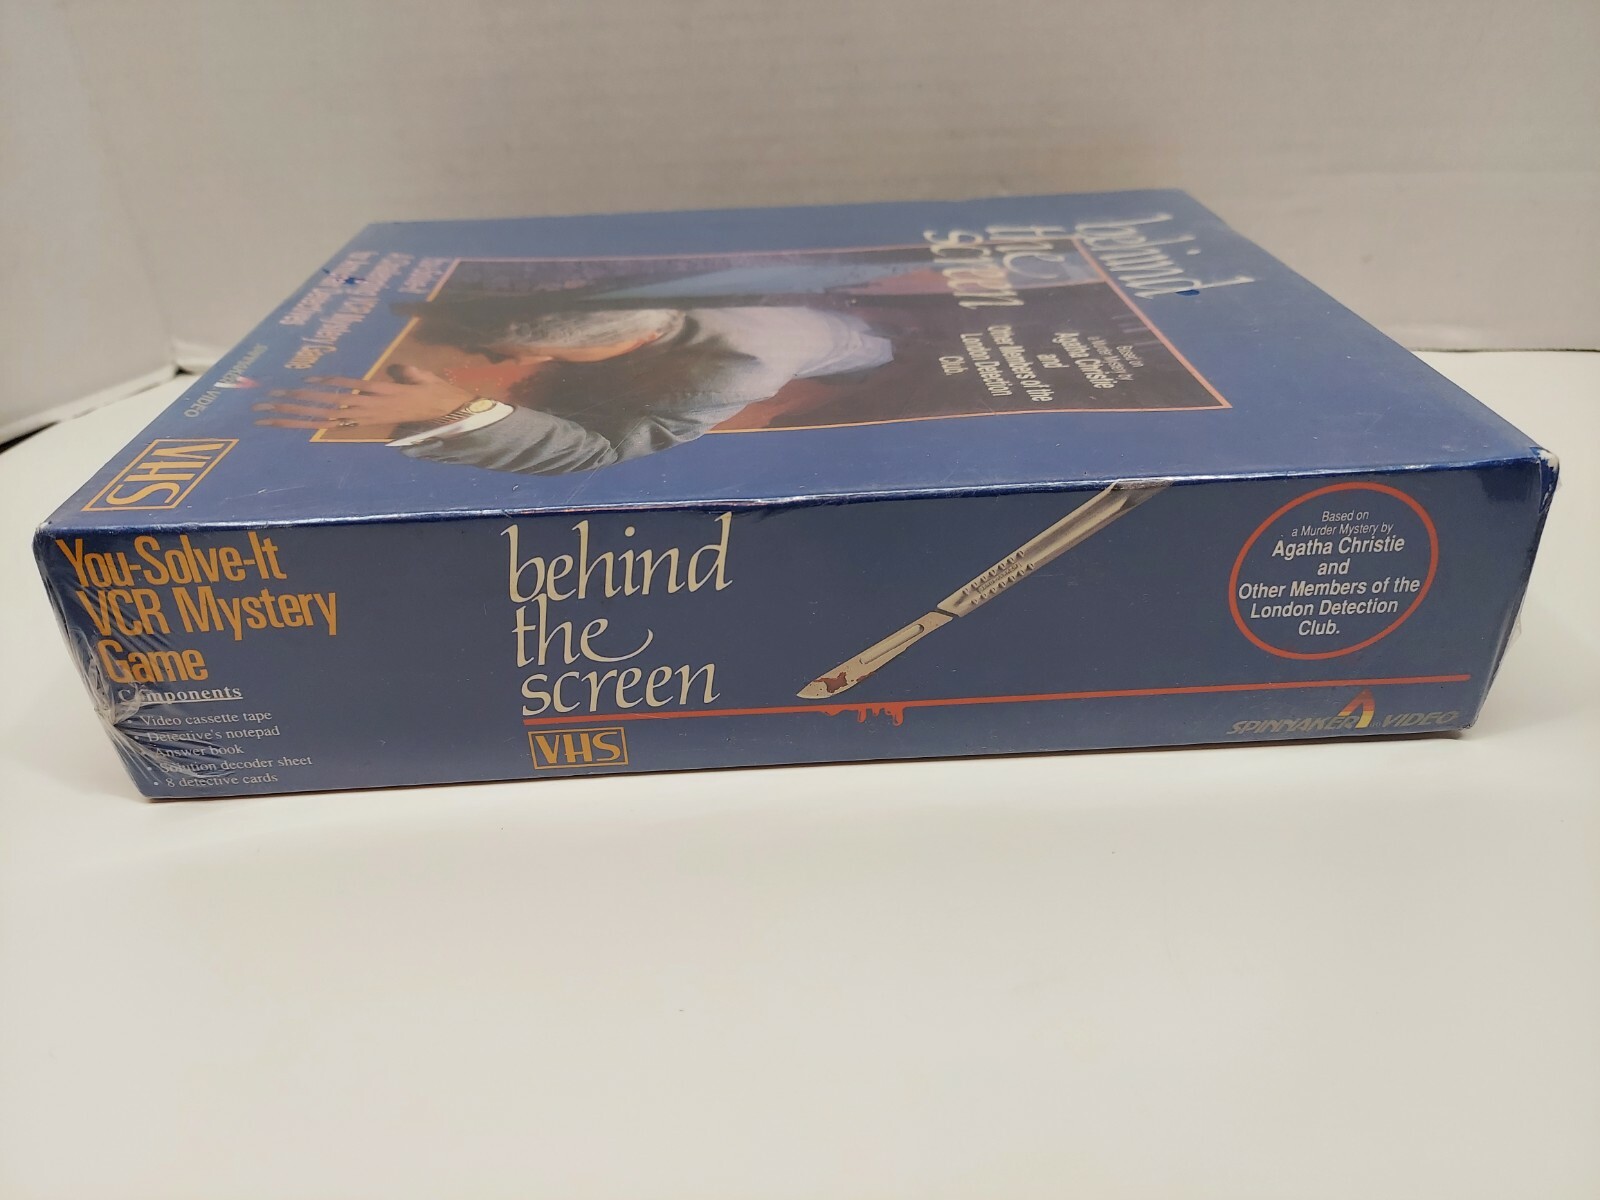 behind
the
screen
Based on
a Murder Mystery by
Agatha Christie
and
Other Members of the
London Detection
Club.
SPINNAKER VIDEO
VHS
You-Solve-It
VCR Mystery
Game
Components
• Video cassette tape
• Detective's notepad
• Answer book
• Solution decoder sheet
• 8 detective cards
behind
the
screen
VHS
Based on
a Murder Mystery by
Agatha Christie
and
Other Members of the
London Detection
Club.
SPINNAKER VIDEO